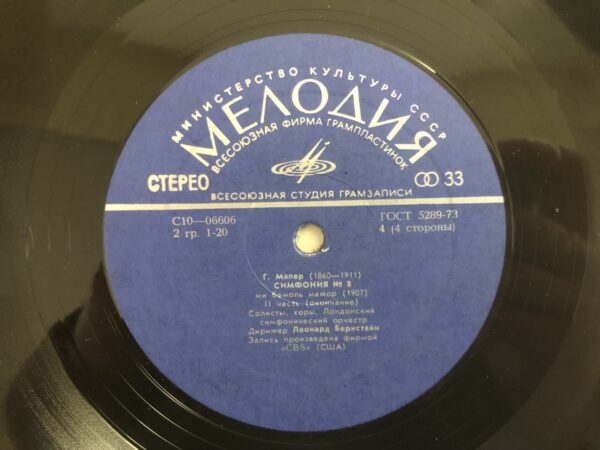 МИНИСТЕРСТВО КУЛЬТУРЫ СССР
МЕЛОДИЯ
ВСЕСОЮЗНАЯ ФИРМА ГРАМПЛАСТИНОК
СТЕРЕО
33
ВСЕСОЮЗНАЯ СТУДИЯ ГРАМЗАПИСИ
С10—06606
ГОСТ 5289-73
2 гр. 1-20
4 (4 стороны)
Г. Малер (1860—1911)
СИМФОНИЯ № 8
ми бемоль мажор (1907)
II часть (окончание)
Солисты, хоры, Лондонский
симфонический оркестр
Дирижер Леонард Бернстайн
Запись произведена фирмой
«CBS» (США)